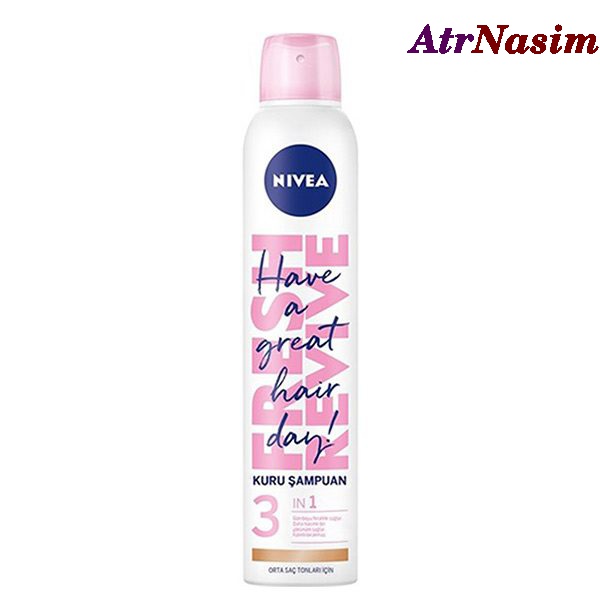 AtrNasim
NIVEA
FRESH
REVIVE
Have
a
great
hair
day!
KURU ŞAMPUAN
3
IN 1
ORTA SAÇ TONLARI İÇİN